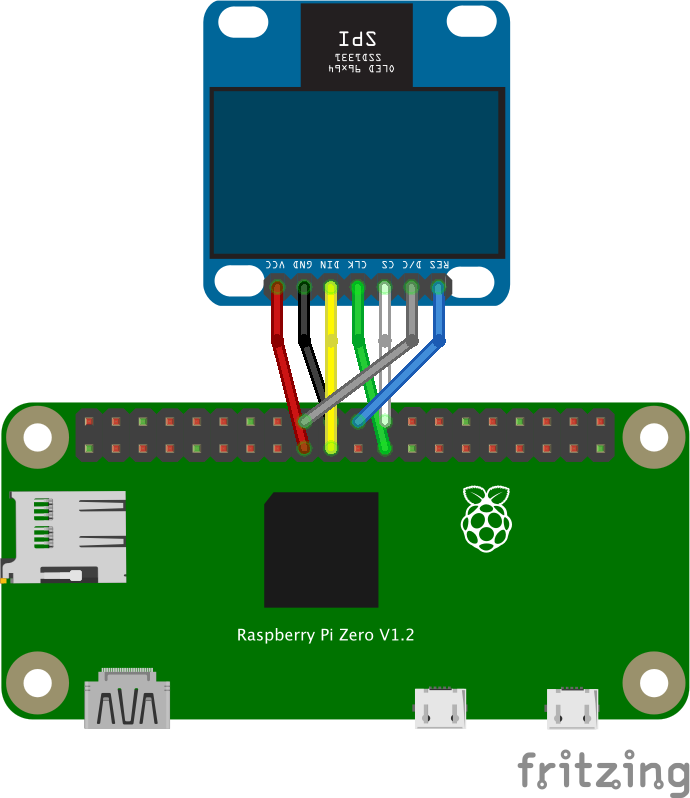 RES D/C CS CLK DIN GND VCC
OLED 96x64
SSD1331
SPI
Raspberry Pi Zero V1.2
fritzing